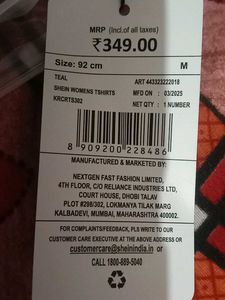 MRP (Incl.of all taxes)
₹349.00
Size: 92 cm M
TEAL ART 443323222018
SHEIN WOMENS TSHIRTS MFD ON : 03/2025
KRCRTS302 NET QTY : 1 NUMBER
8 909200 228486
MANUFACTURED & MARKETED BY:
NEXTGEN FAST FASHION LIMITED,
4TH FLOOR, C/O RELIANCE INDUSTRIES LTD,
COURT HOUSE, DHOBI TALAV
PLOT #298/302, LOKMANYA TILAK MARG
KALBADEVI, MUMBAI, MAHARASHTRA 400002.
FOR COMPLAINTS/FEEDBACK, PLS WRITE TO OUR
CUSTOMER CARE EXECUTIVE AT THE ABOVE ADDRESS OR
customercare@sheinindia.in
OR
CALL 1800-889-5040